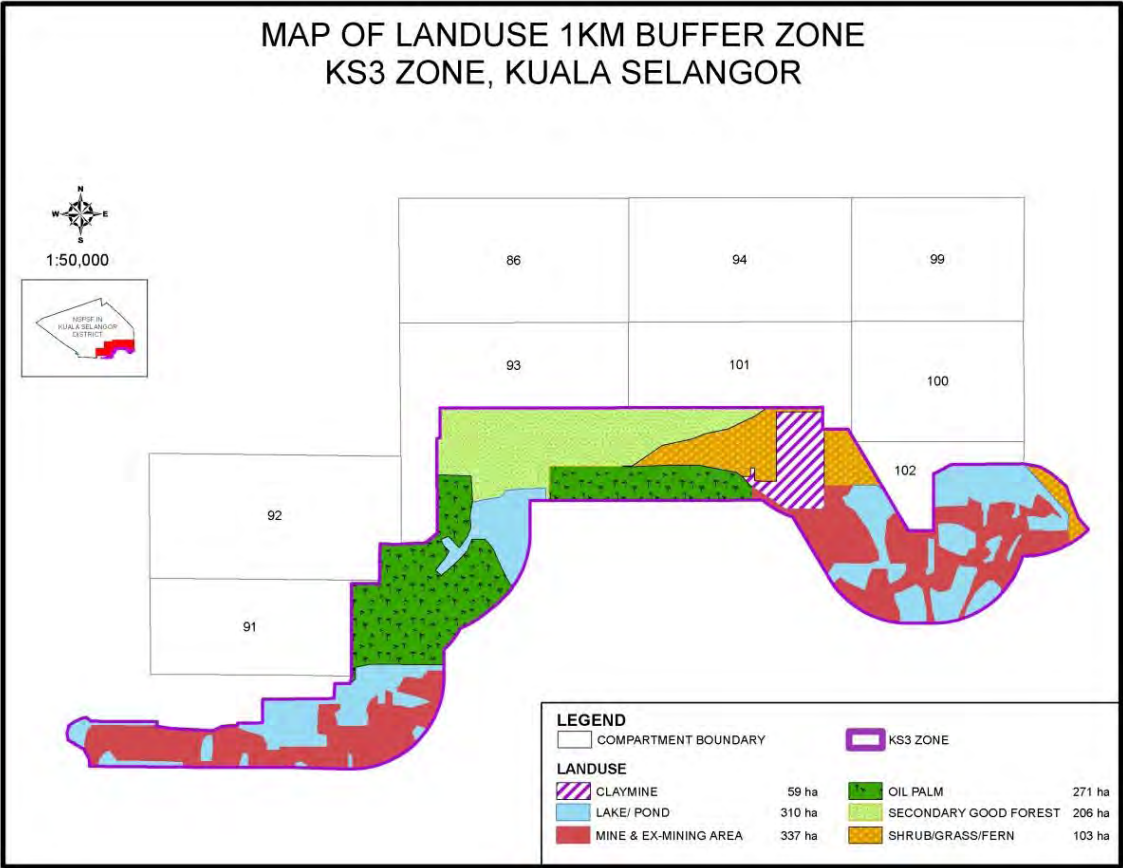 MAP OF LANDUSE 1KM BUFFER ZONE
KS3 ZONE, KUALA SELANGOR
N
W E
S
1:50,000
NSPSF IN
KUALA SELANGOR
DISTRICT
86
94
99
93
101
100
102
92
91
LEGEND
COMPARTMENT BOUNDARY
KS3 ZONE
LANDUSE
CLAYMINE 59 ha
OIL PALM 271 ha
LAKE/ POND 310 ha
SECONDARY GOOD FOREST 206 ha
MINE & EX-MINING AREA 337 ha
SHRUB/GRASS/FERN 103 ha